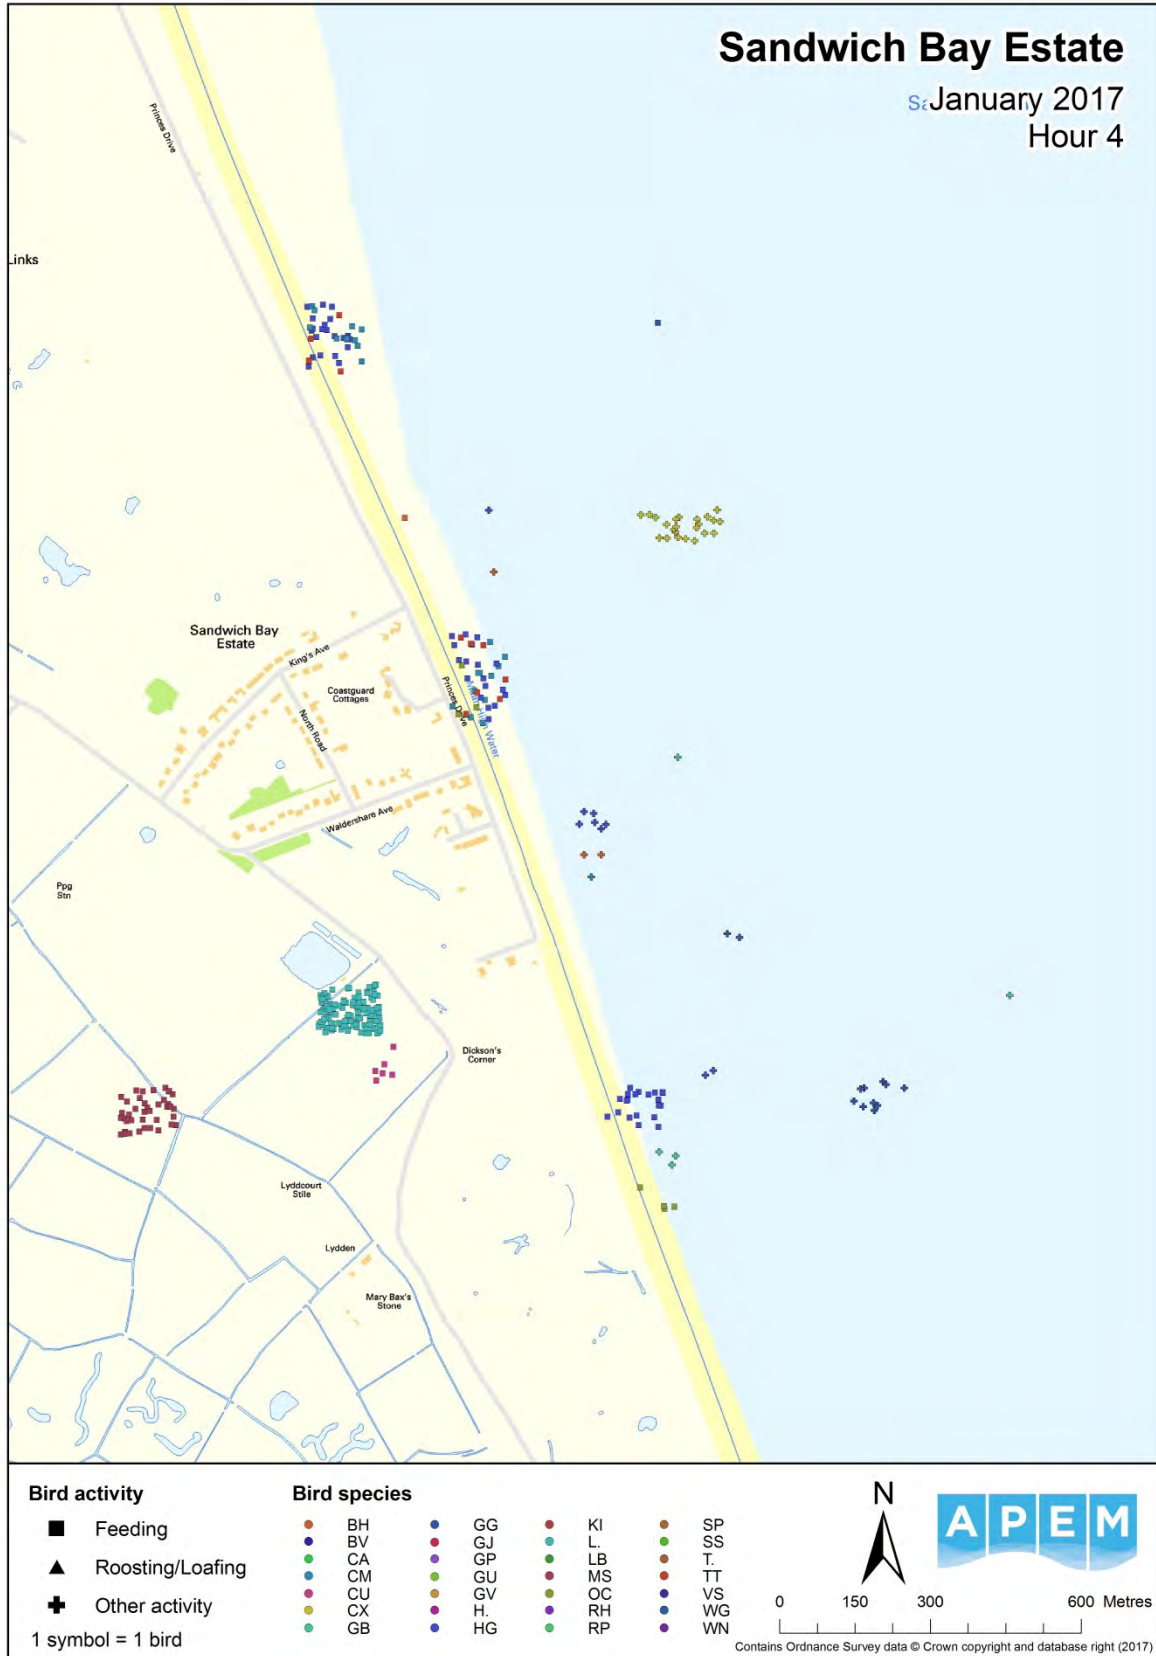 Sandwich Bay Estate
January 2017
Hour 4
Princes Drive
Links
Sandwich Bay
Estate
King's Ave
Coastguard
Cottages
North Road
Princes Drive
Water
Waldershare Ave
Ppg
Stn
Dickson's
Corner
Lyddcourt
Stile
Lydden
Mary Bax's
Stone
Bird activity
Feeding
Roosting/Loafing
Other activity
1 symbol = 1 bird
Bird species
BH
BV
CA
CM
CU
CX
GB
GG
GJ
GP
GU
GV
H.
HG
KI
L.
LB
MS
OC
RH
RP
SP
SS
T.
TT
VS
WG
WN
N
APEM
0 150 300 600 Metres
Contains Ordnance Survey data © Crown copyright and database right (2017)